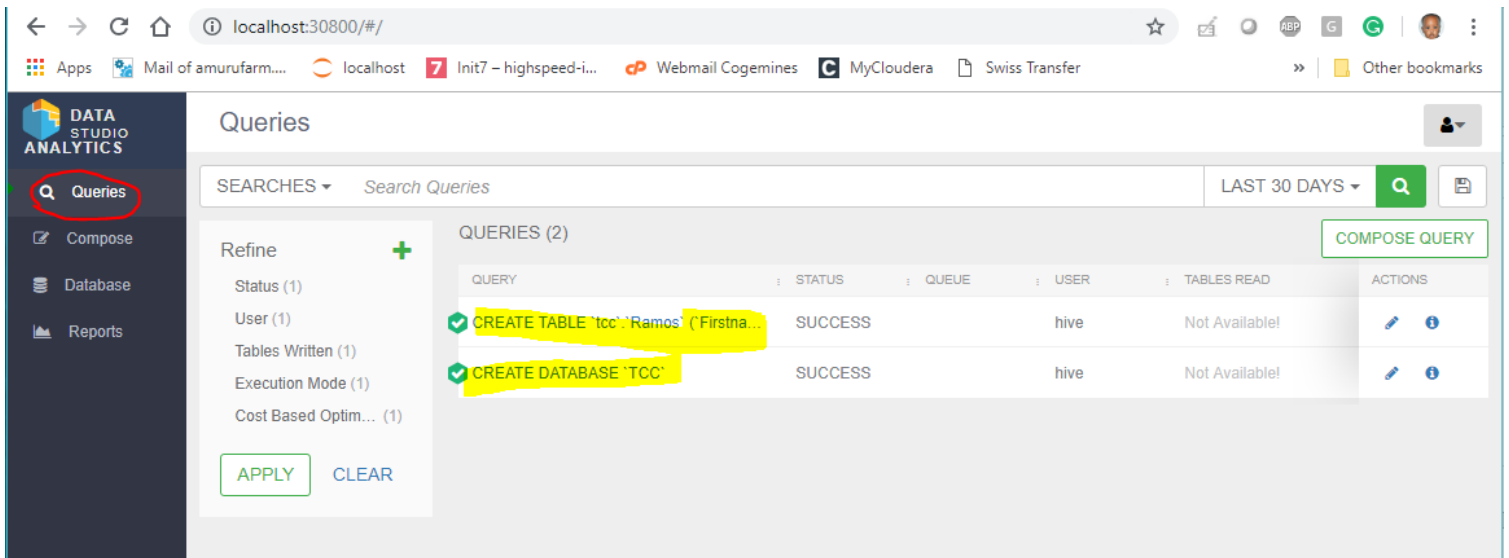 localhost:30800/#/
ABP
G
G
Apps Mail of amurufarm.... localhost 7 Init7 – highspeed-i... cP Webmail Cogemines C MyCloudera Swiss Transfer » Other bookmarks
DATA
STUDIO
ANALYTICS
Queries
Queries
Compose
Database
Reports
SEARCHES Search Queries LAST 30 DAYS
Refine +
Status (1)
User (1)
Tables Written (1)
Execution Mode (1)
Cost Based Optim... (1)
APPLY CLEAR
QUERIES (2) COMPOSE QUERY
QUERY STATUS QUEUE USER TABLES READ ACTIONS
CREATE TABLE `tcc`.`Ramos` (`Firstna... SUCCESS hive Not Available!
CREATE DATABASE `TCC` SUCCESS hive Not Available!